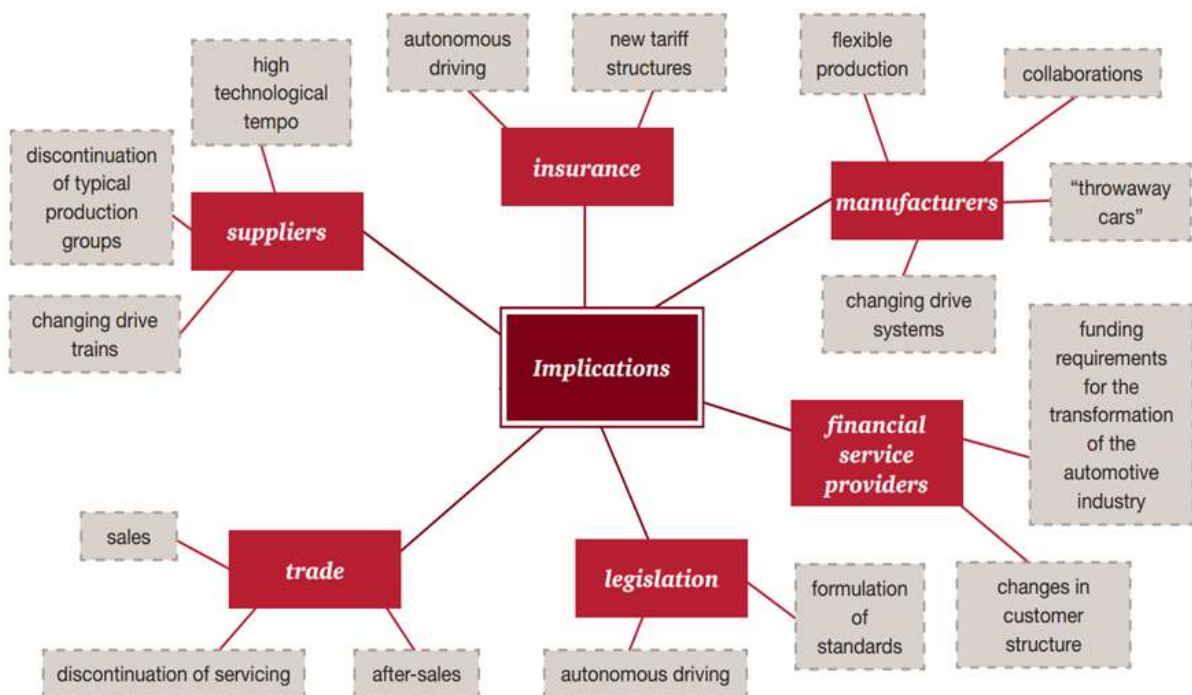 autonomous
driving
new tariff
structures
flexible
production
collaborations
high
technological
tempo
discontinuation
of typical
production
groups
suppliers
changing drive
trains
insurance
manufacturers
“throwaway
cars”
changing drive
systems
Implications
financial
service
providers
funding
requirements
for the
transformation
of the
automotive
industry
changes in
customer
structure
sales
trade
discontinuation of servicing
after-sales
legislation
autonomous driving
formulation
of
standards